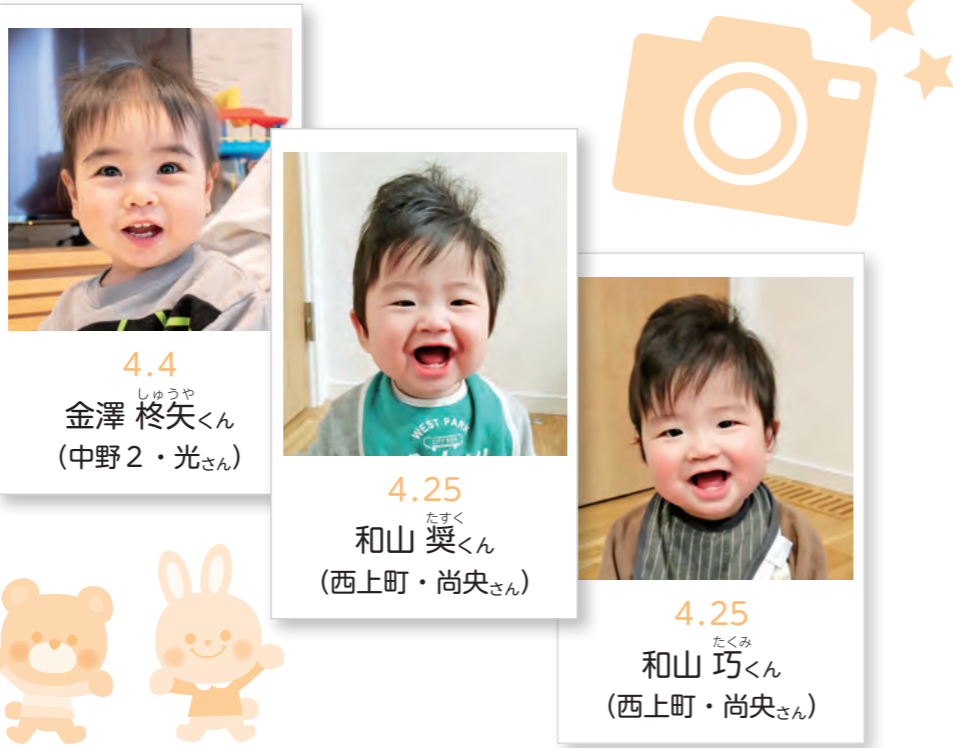 4.4
しゅうや
金澤 柊矢くん
（中野２・光さん）
WEST PARK
4.25
たすく
和山 奨くん
（西上町・尚央さん）
4.25
たくみ
和山 巧くん
（西上町・尚央さん）